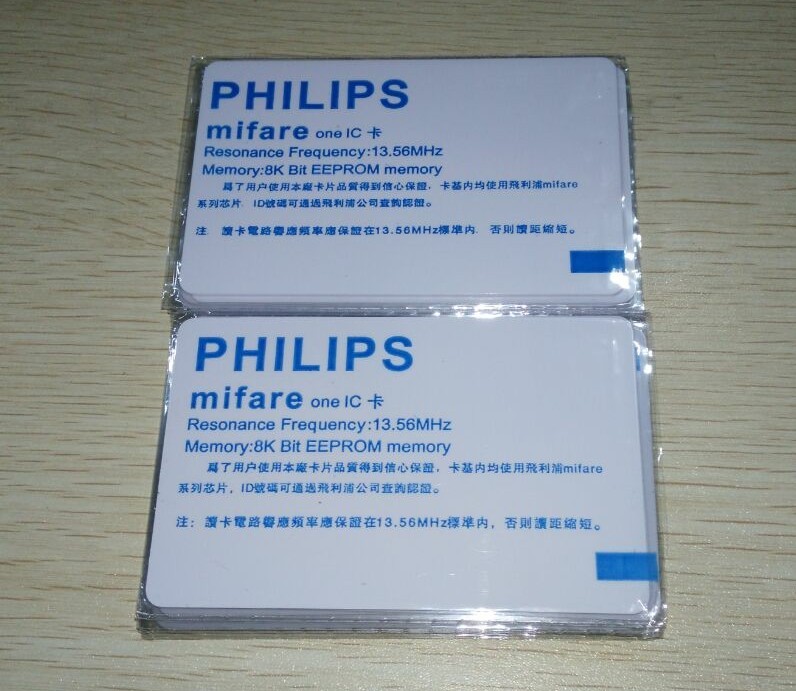 PHILIPS
mifare one IC 卡
Resonance Frequency:13.56MHz
Memory:8K Bit EEPROM memory
爲了用户使用本廠卡片品質得到信心保證，卡基内均使用飛利浦mifare
系列芯片，ID號碼可通過飛利浦公司查詢認證。
注 讀卡電路響應頻率應保證在13.56MHz標準内，否則讀距縮短。
PHILIPS
mifare one IC 卡
Resonance Frequency:13.56MHz
Memory:8K Bit EEPROM memory
爲了用户使用本廠卡片品質得到信心保證，卡基内均使用飛利浦mifare
系列芯片，ID號碼可通過飛利浦公司查詢認證。
注：讀卡電路響應頻率應保證在13.56MHz標準内，否則讀距縮短。